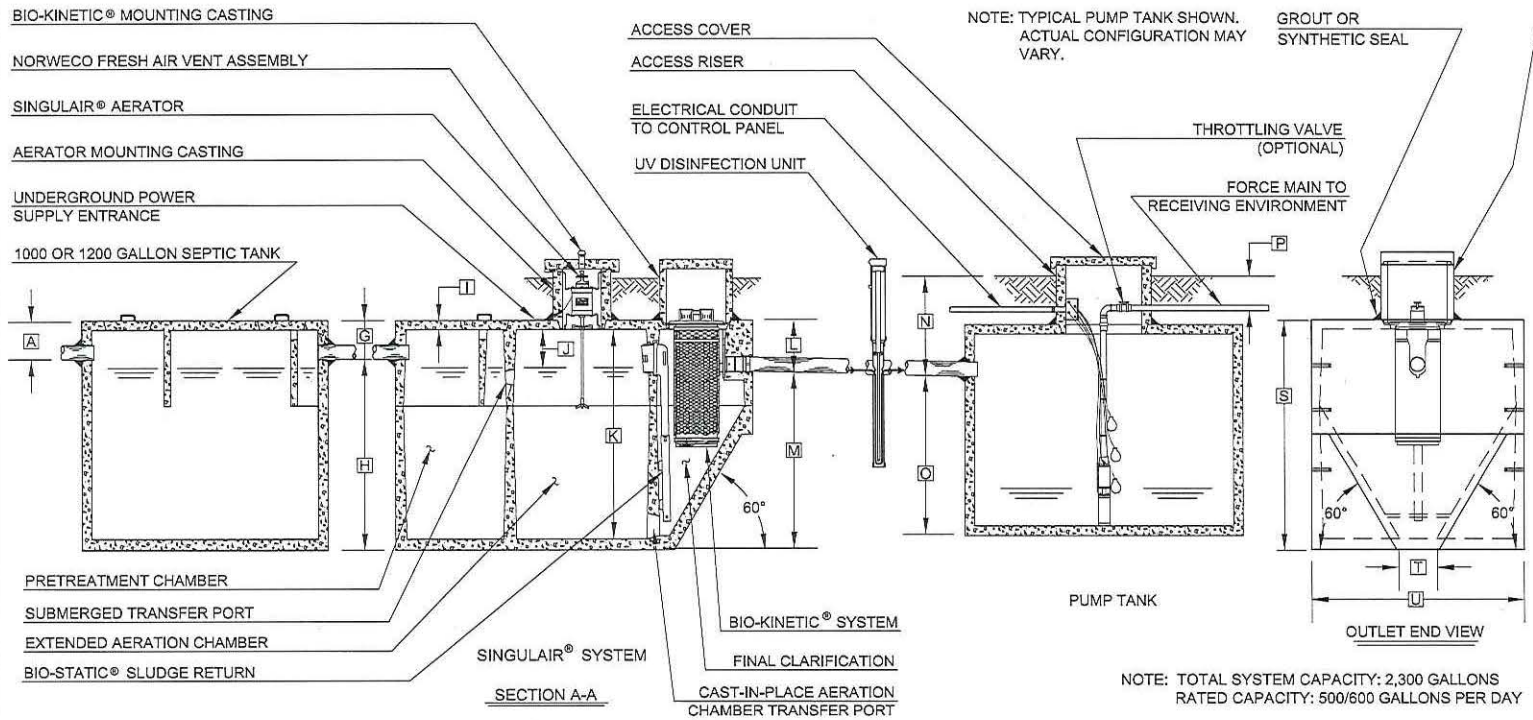 BIO-KINETIC® MOUNTING CASTING
NORWECO FRESH AIR VENT ASSEMBLY
SINGULAIR® AERATOR
AERATOR MOUNTING CASTING
UNDERGROUND POWER
SUPPLY ENTRANCE
1000 OR 1200 GALLON SEPTIC TANK
ACCESS COVER
ACCESS RISER
ELECTRICAL CONDUIT
TO CONTROL PANEL
UV DISINFECTION UNIT
NOTE: TYPICAL PUMP TANK SHOWN.
ACTUAL CONFIGURATION MAY
VARY.
GROUT OR
SYNTHETIC SEAL
THROTTLING VALVE
(OPTIONAL)
FORCE MAIN TO
RECEIVING ENVIRONMENT
A
I
G
H
J
K
L
M
N
O
P
S
T
U
60°
60°
60°
PRETREATMENT CHAMBER
SUBMERGED TRANSFER PORT
EXTENDED AERATION CHAMBER
BIO-STATIC® SLUDGE RETURN
SINGULAIR® SYSTEM
SECTION A-A
BIO-KINETIC® SYSTEM
FINAL CLARIFICATION
CAST-IN-PLACE AERATION
CHAMBER TRANSFER PORT
PUMP TANK
OUTLET END VIEW
NOTE: TOTAL SYSTEM CAPACITY: 2,300 GALLONS
RATED CAPACITY: 500/600 GALLONS PER DAY